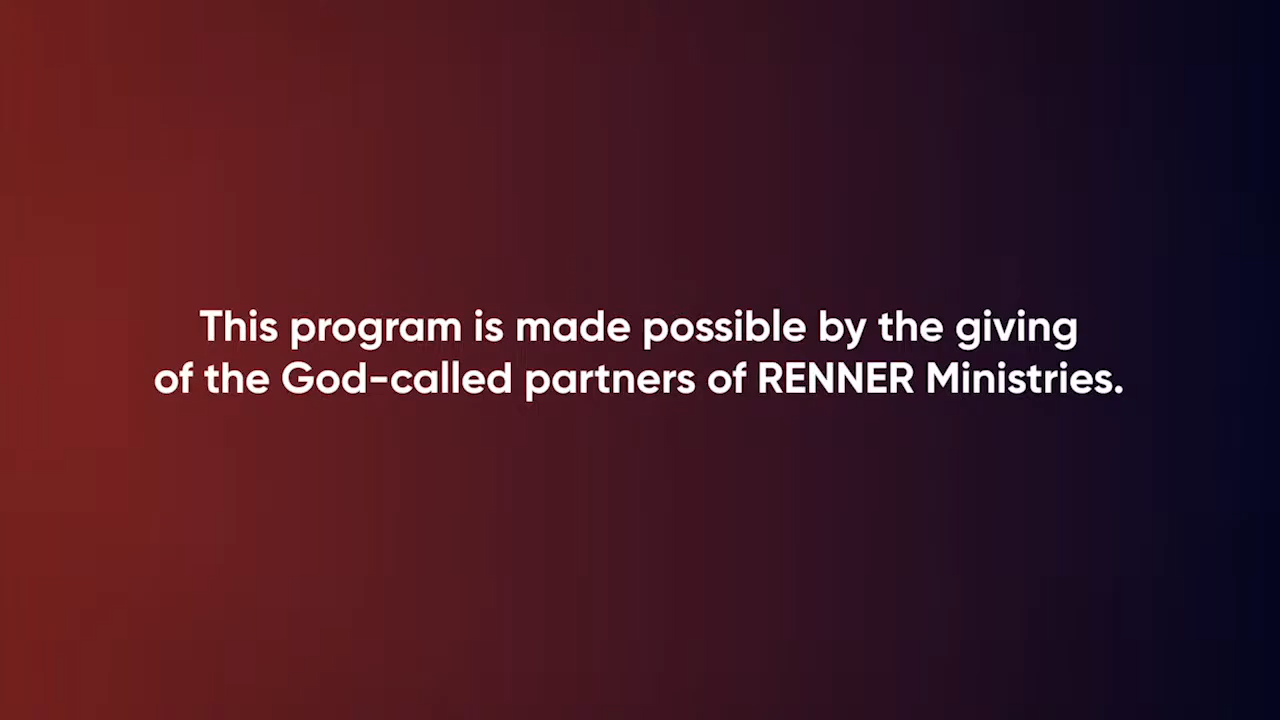 This program is made possible by the giving
of the God-called partners of RENNER Ministries.